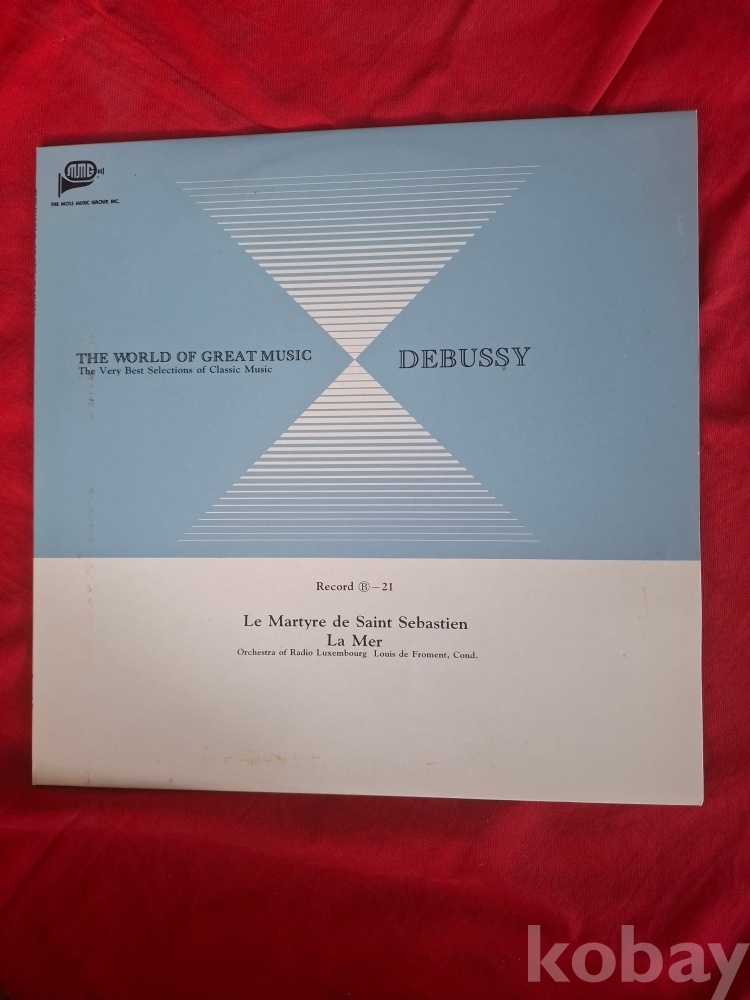 MMG
THE MOSS MUSIC GROUP, INC.
THE WORLD OF GREAT MUSIC
The Very Best Selections of Classic Music
DEBUSSY
Record Ⓑ–21
Le Martyre de Saint Sebastien
La Mer
Orchestra of Radio Luxembourg Louis de Froment, Cond.
kobay